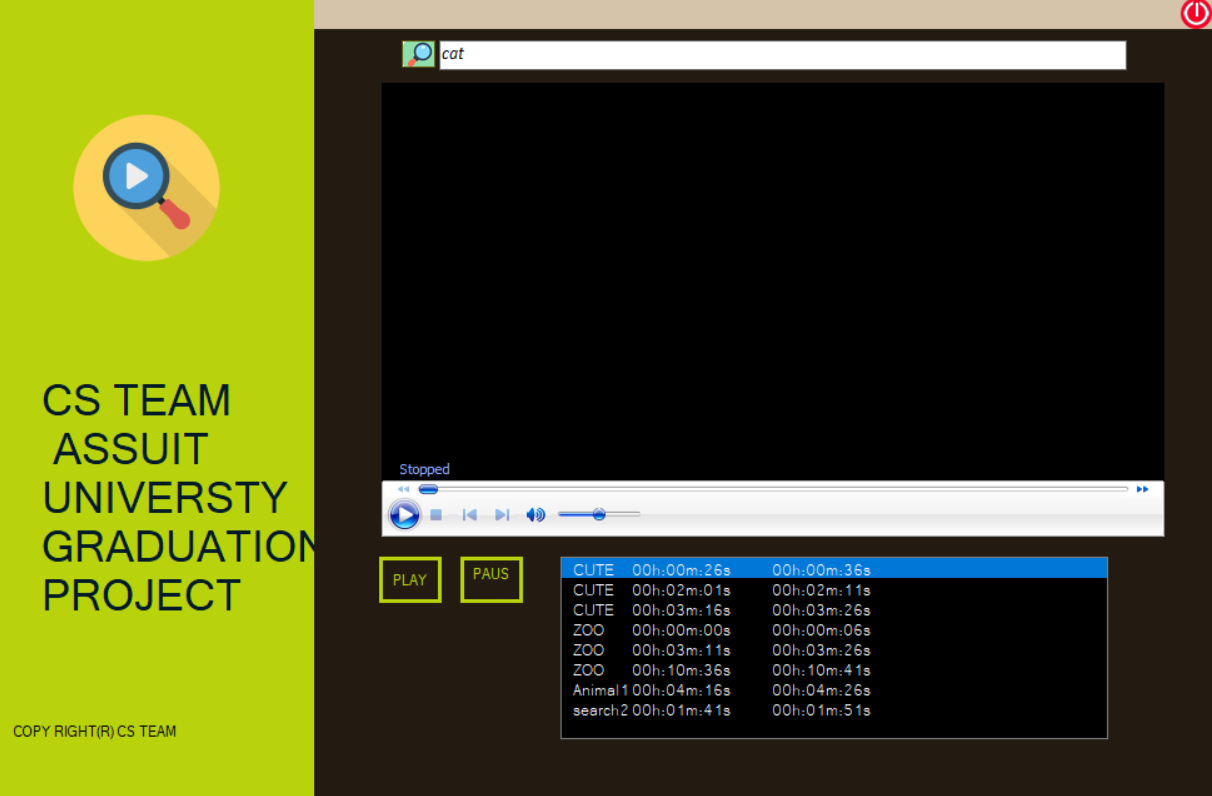 cat
CS TEAM
ASSUIT
UNIVERSTY
GRADUATION
PROJECT
COPY RIGHT(R) CS TEAM
Stopped
PLAY
PAUS
CUTE 00h:00m:26s 00h:00m:36s
CUTE 00h:02m:01s 00h:02m:11s
CUTE 00h:03m:16s 00h:03m:26s
ZOO 00h:00m:00s 00h:00m:06s
ZOO 00h:03m:11s 00h:03m:26s
ZOO 00h:10m:36s 00h:10m:41s
Animal1 00h:04m:16s 00h:04m:26s
search2 00h:01m:41s 00h:01m:51s